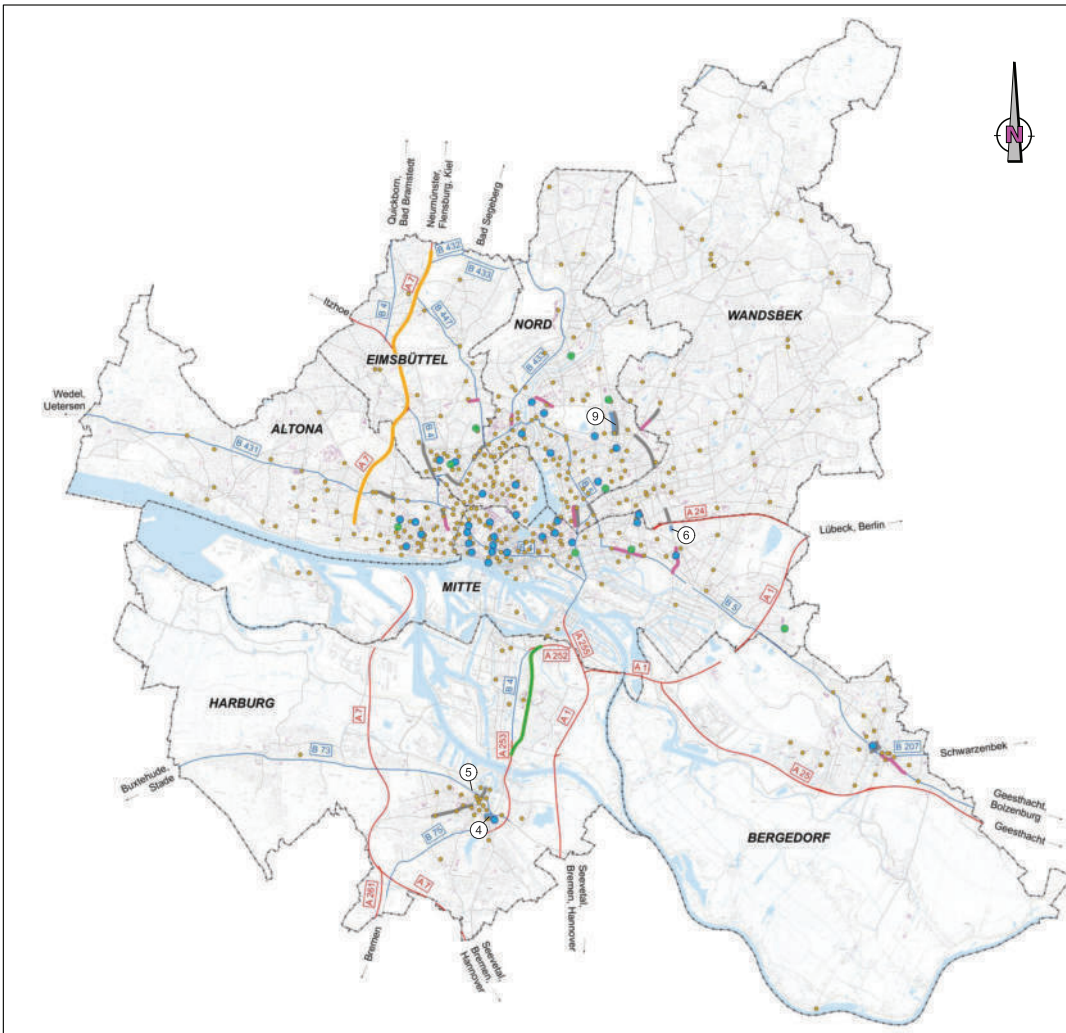 N
Quickborn,
Bad Bramstedt
Neumünster,
Flensburg, Kiel
Bad Segeberg
B 432
B 433
A 7
B 4
B 447
Itzhoe
NORD
WANDSBEK
EIMSBÜTTEL
B 433
Wedel,
Uetersen
ALTONA
B 4
9
B 431
A 7
B 5
A 24
6
Lübeck, Berlin
MITTE
A 1
B 5
A 255
A 252
A 1
B 4
HARBURG
A 7
A 1
B 73
A 253
B 207
Schwarzenbek
Buxtehude,
Stade
5
A 25
4
Geesthacht,
Boizenburg
Geesthacht
B 75
BERGEDORF
A 261
A 7
Seevetal,
Bremen, Hannover
Bremen
Seevetal,
Bremen,
Hannover